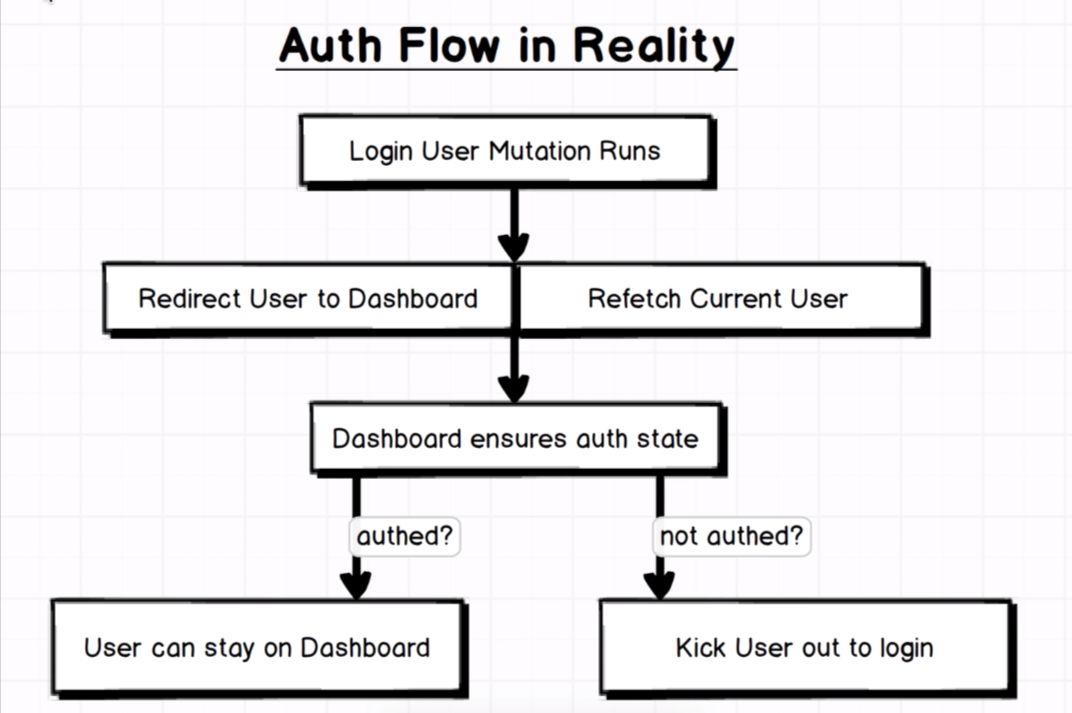 Auth Flow in Reality
Login User Mutation Runs
Redirect User to Dashboard
Refetch Current User
Dashboard ensures auth state
authed?
not authed?
User can stay on Dashboard
Kick User out to login